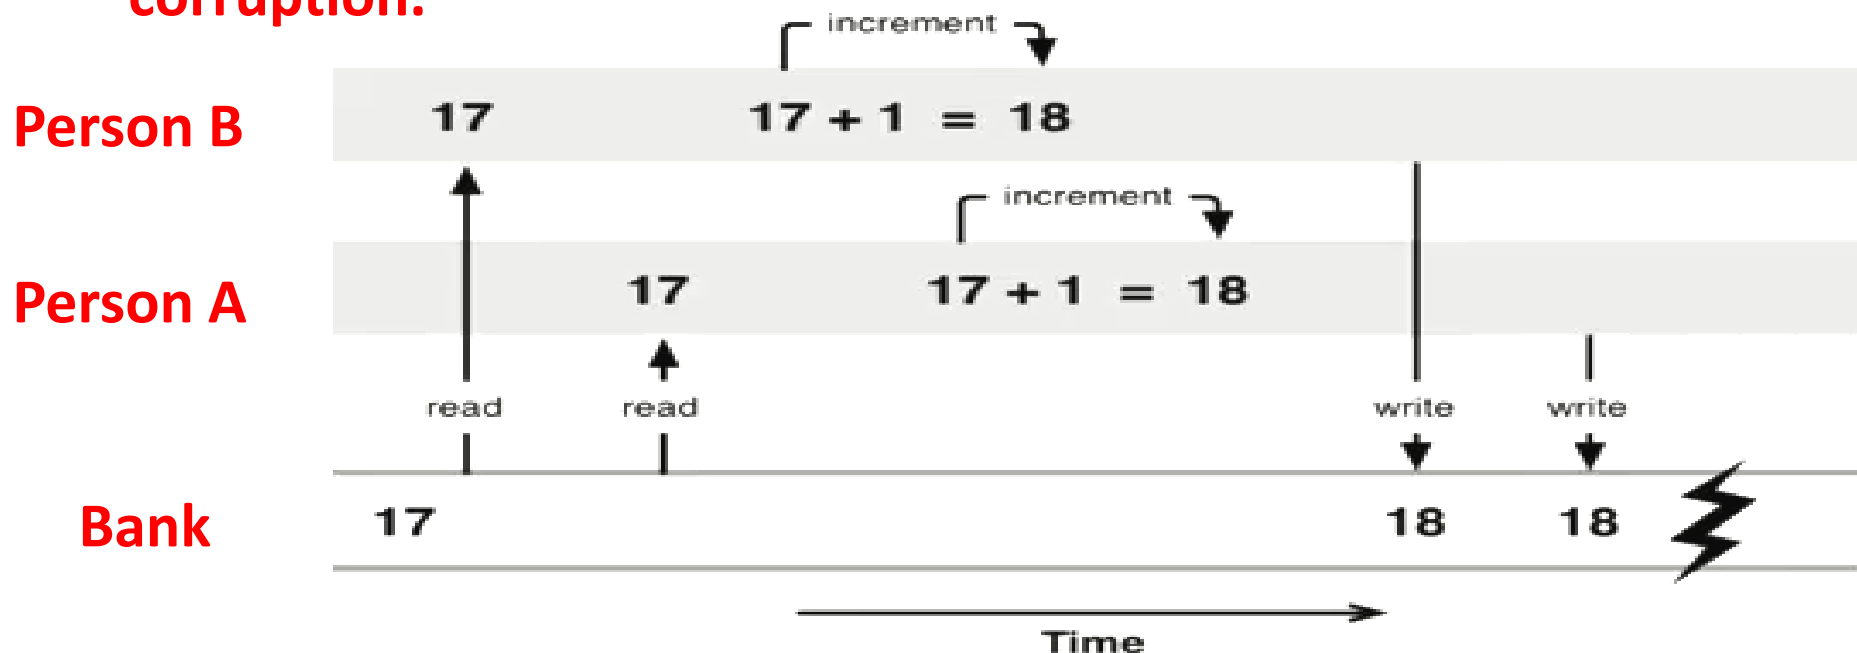 corruption.
increment
Person B 17 17 + 1 = 18
increment
Person A 17 17 + 1 = 18
read read write write
Bank 17 18 18
Time